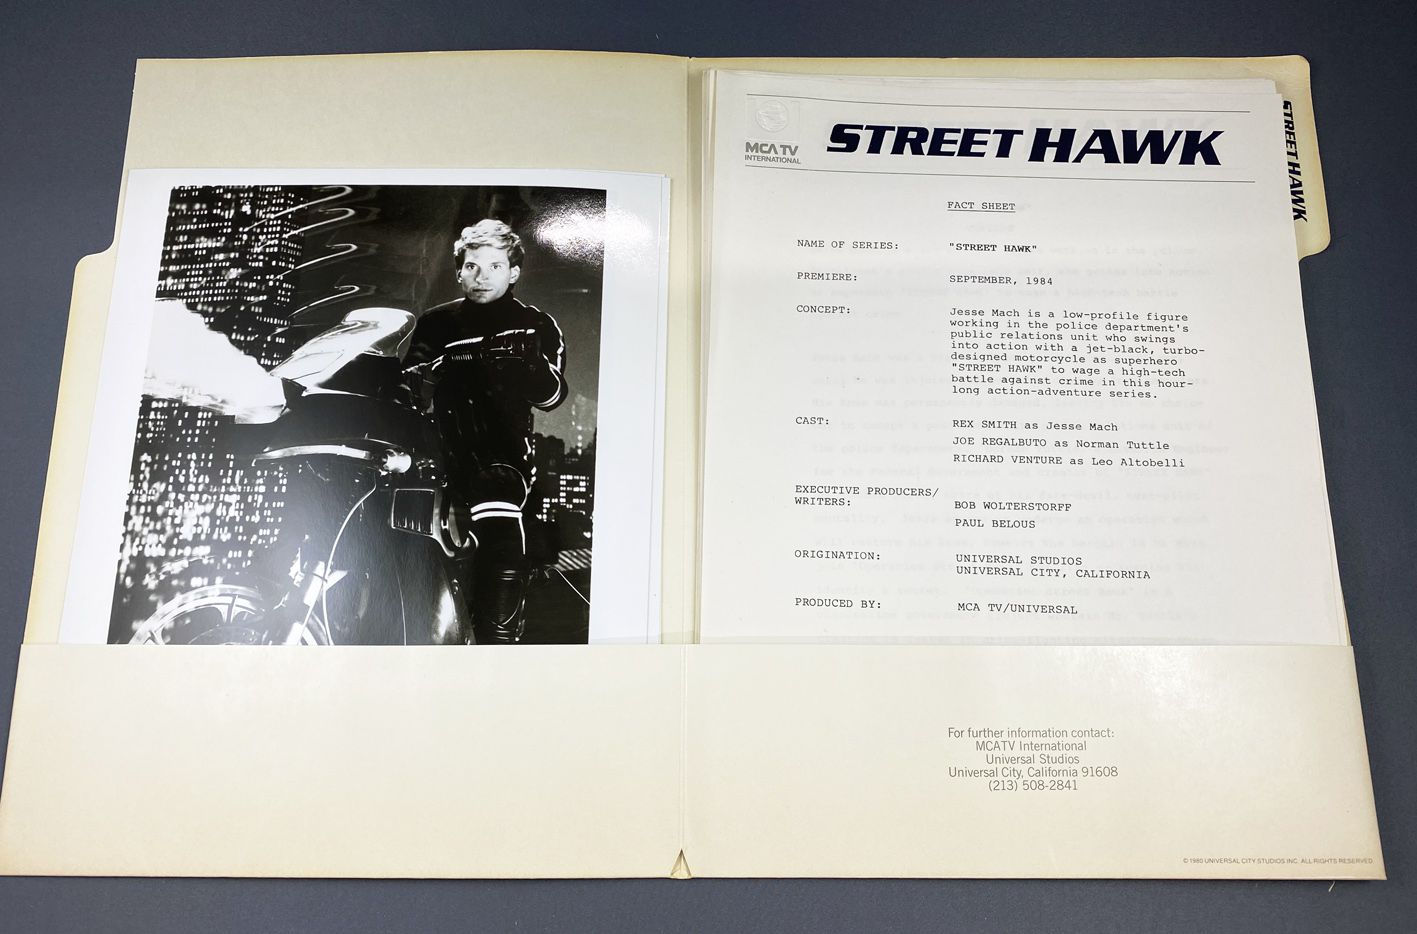 MCA TV
INTERNATIONAL
STREET HAWK
STREET HAWK
FACT SHEET
NAME OF SERIES: "STREET HAWK"
PREMIERE: SEPTEMBER, 1984
CONCEPT: Jesse Mach is a low-profile figure
working in the police department's
public relations unit who swings
into action with a jet-black, turbo-
designed motorcycle as superhero
"STREET HAWK" to wage a high-tech
battle against crime in this hour-
long action-adventure series.
CAST: REX SMITH as Jesse Mach
JOE REGALBUTO as Norman Tuttle
RICHARD VENTURE as Leo Altobelli
EXECUTIVE PRODUCERS/
WRITERS: BOB WOLTERSTORFF
PAUL BELOUS
ORIGINATION: UNIVERSAL STUDIOS
UNIVERSAL CITY, CALIFORNIA
PRODUCED BY: MCA TV/UNIVERSAL
For further information contact:
MCATV International
Universal Studios
Universal City, California 91608
(213) 508-2841
© 1980 UNIVERSAL CITY STUDIOS INC. ALL RIGHTS RESERVED